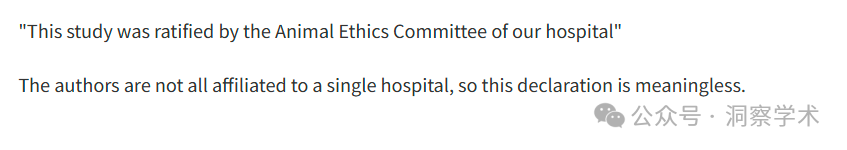 "This study was ratified by the Animal Ethics Committee of our hospital"
The authors are not all affiliated to a single hospital, so this declaration is meaningless.
公众号 · 洞察学术